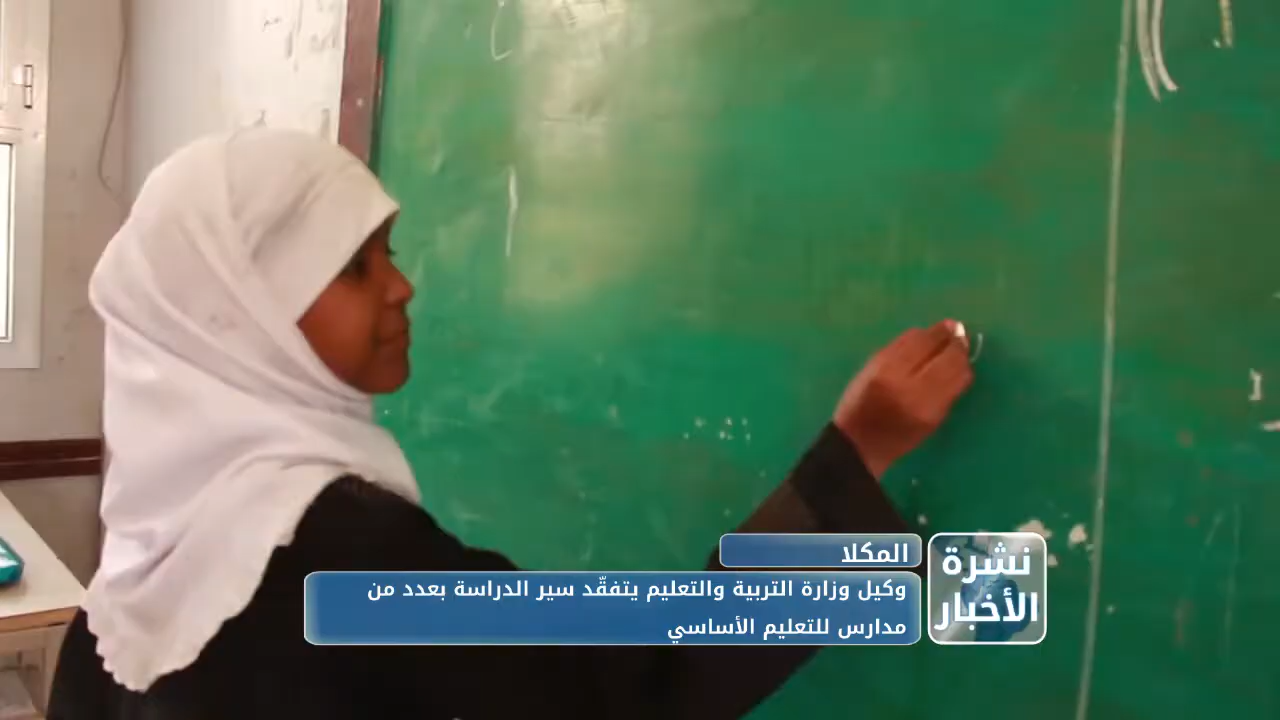 المكلا
وكيل وزارة التربية والتعليم يتفقّد سير الدراسة بعدد من
مدارس للتعليم الأساسي
نشرة
الأخبار